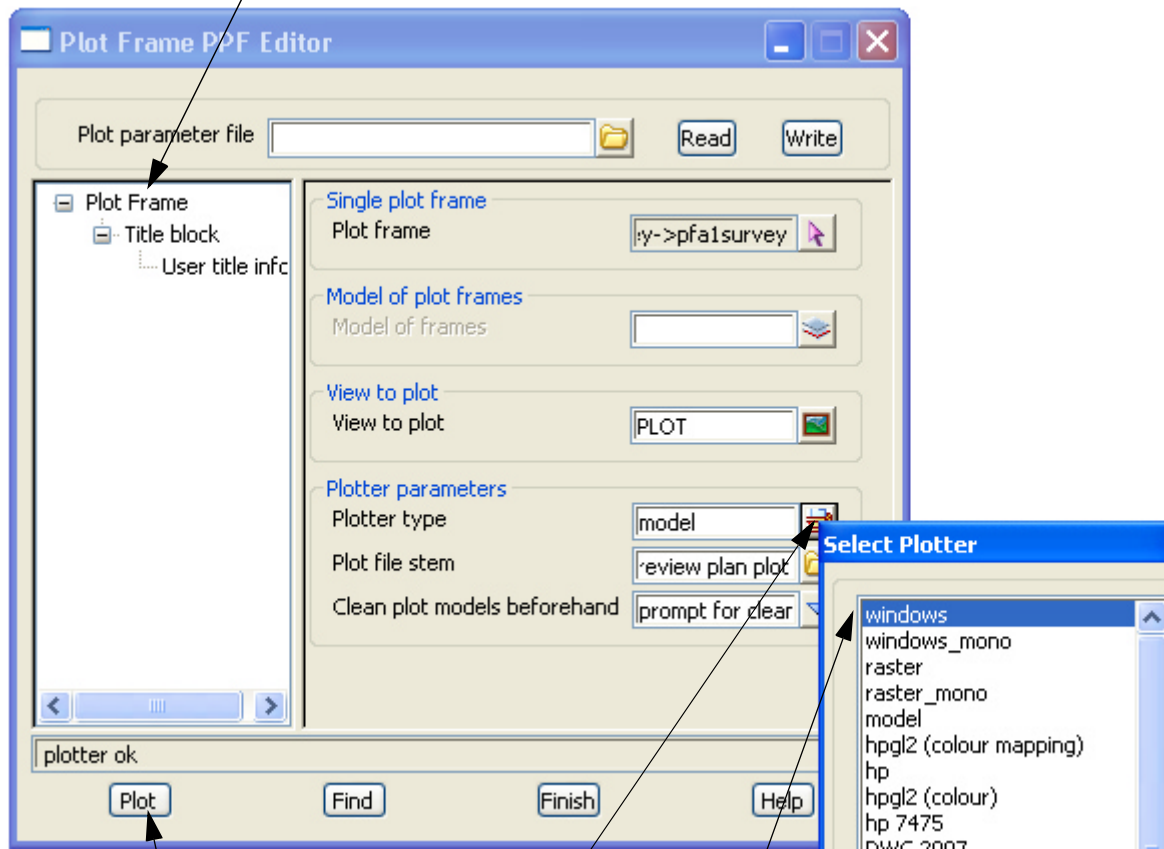 Plot Frame PPF Editor
Plot parameter file Read Write
Plot Frame
Title block
User title info
Single plot frame
Plot frame y->pfa1survey
Model of plot frames
Model of frames
View to plot
View to plot PLOT
Plotter parameters
Plotter type model
Plot file stem review plan plot
Clean plot models beforehand prompt for clear
plotter ok
Plot Find Finish Help
Select Plotter
windows
windows_mono
raster
raster_mono
model
hpgl2 (colour mapping)
hp
hpgl2 (colour)
hp 7475
DWG 2007